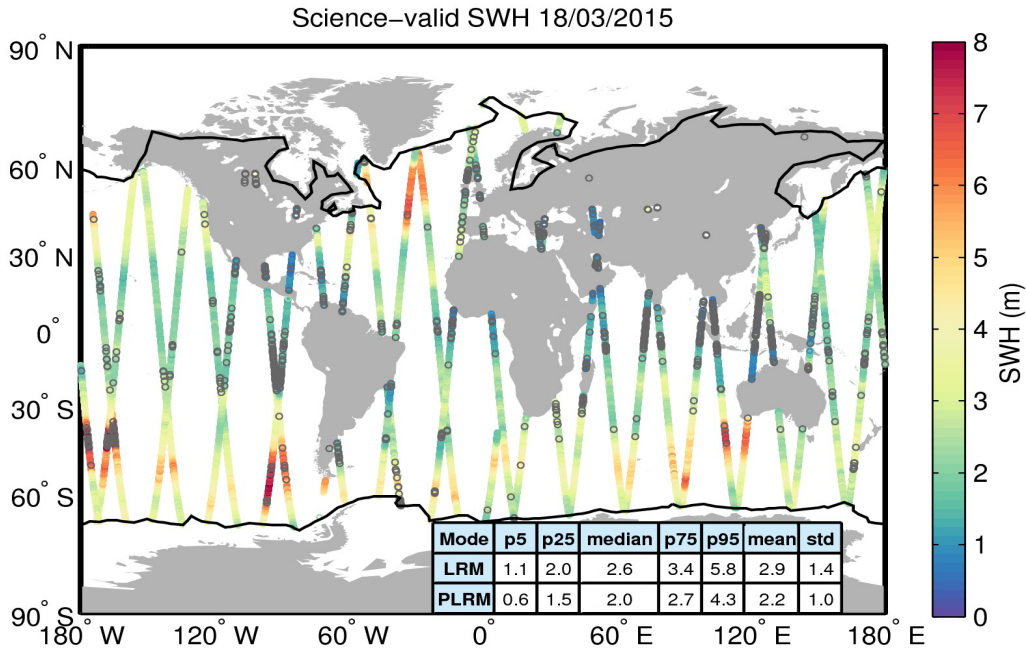 Science−valid SWH 18/03/2015
90° N
60° N
30° N
0°
30° S
60° S
90° S
180° W
120° W
60° W
0°
60° E
120° E
180° E
8
7
6
5
4
3
2
1
0
SWH (m)
Mode p5 p25 median p75 p95 mean std
LRM 1.1 2.0 2.6 3.4 5.8 2.9 1.4
PLRM 0.6 1.5 2.0 2.7 4.3 2.2 1.0